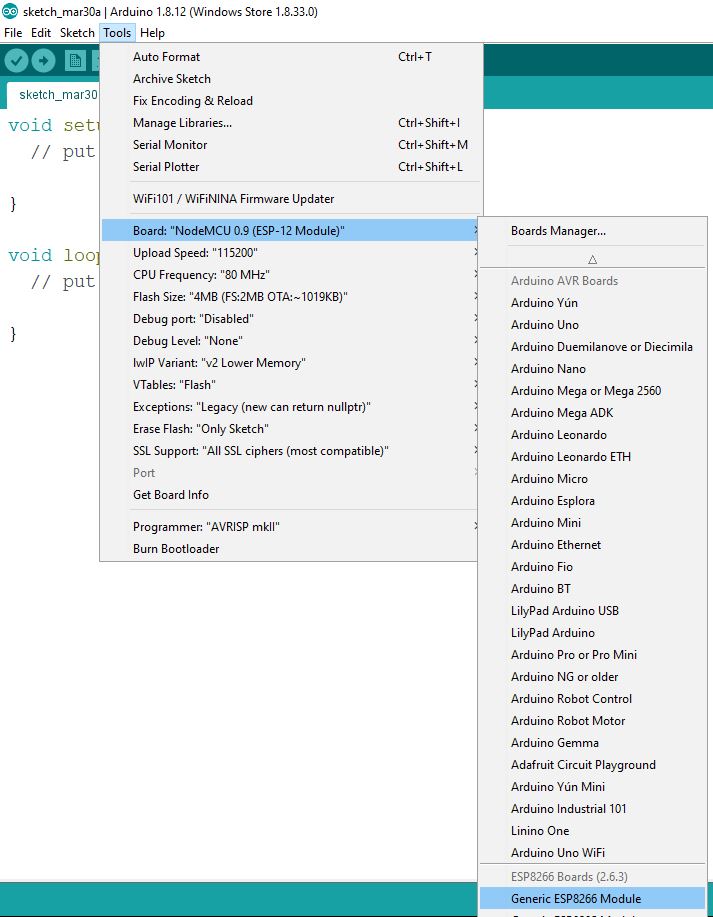 sketch_mar30a | Arduino 1.8.12 (Windows Store 1.8.33.0)
File Edit Sketch Tools Help
sketch_mar30
void
// put
}
void
// put
}
Auto Format Ctrl+T
Archive Sketch
Fix Encoding & Reload
Manage Libraries... Ctrl+Shift+I
Serial Monitor Ctrl+Shift+M
Serial Plotter Ctrl+Shift+L
WiFi101 / WiFiNINA Firmware Updater
Board: "NodeMCU 0.9 (ESP-12 Module)"
Upload Speed: "115200"
CPU Frequency: "80 MHz"
Flash Size: "4MB (FS:2MB OTA:~1019KB)"
Debug port: "Disabled"
Debug Level: "None"
lwIP Variant: "v2 Lower Memory"
VTables: "Flash"
Exceptions: "Legacy (new can return nullptr)"
Erase Flash: "Only Sketch"
SSL Support: "All SSL ciphers (most compatible)"
Port
Get Board Info
Programmer: "AVRISP mkII"
Burn Bootloader
Boards Manager...
Arduino AVR Boards
Arduino Yún
Arduino Uno
Arduino Duemilanove or Diecimila
Arduino Nano
Arduino Mega or Mega 2560
Arduino Mega ADK
Arduino Leonardo
Arduino Leonardo ETH
Arduino Micro
Arduino Esplora
Arduino Mini
Arduino Ethernet
Arduino Fio
Arduino BT
LilyPad Arduino USB
LilyPad Arduino
Arduino Pro or Pro Mini
Arduino NG or older
Arduino Robot Control
Arduino Robot Motor
Arduino Gemma
Adafruit Circuit Playground
Arduino Yún Mini
Arduino Industrial 101
Linino One
Arduino Uno WiFi
ESP8266 Boards (2.6.3)
Generic ESP8266 Module